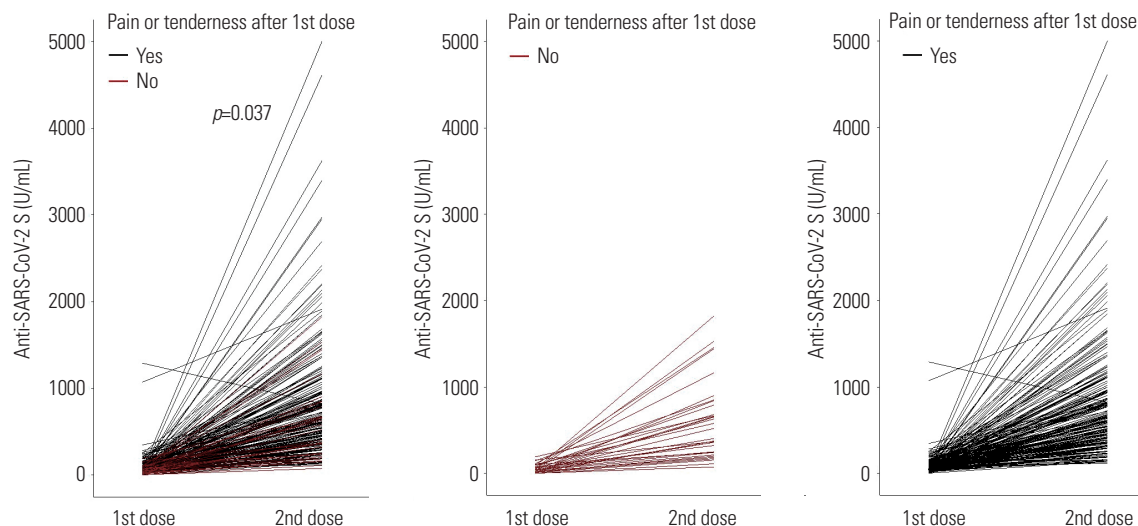 Pain or tenderness after 1st dose
Yes
No
p=0.037
Anti-SARS-CoV-2 S (U/mL)
5000
4000
3000
2000
1000
0
1st dose
2nd dose
Pain or tenderness after 1st dose
No
Anti-SARS-CoV-2 S (U/mL)
5000
4000
3000
2000
1000
0
1st dose
2nd dose
Pain or tenderness after 1st dose
Yes
Anti-SARS-CoV-2 S (U/mL)
5000
4000
3000
2000
1000
0
1st dose
2nd dose